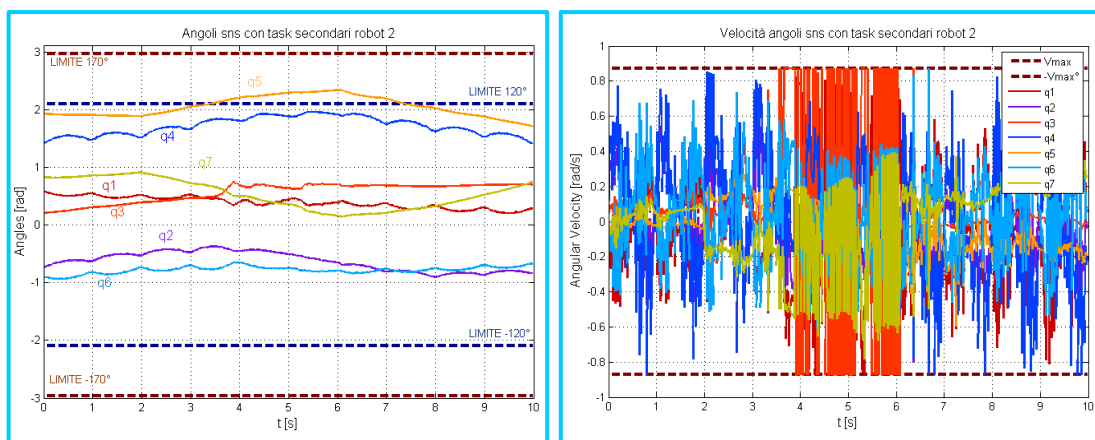 Angoli sns con task secondari robot 2
Angles [rad]
3
2
1
0
-1
-2
-3
LIMITE 170°
LIMITE 120°
q5
q4
q7
q1
q3
q2
q6
LIMITE -120°
LIMITE -170°
0 1 2 3 4 5 6 7 8 9 10
t [s]
Velocità angoli sns con task secondari robot 2
Angular Velocity [rad/s]
1
0.8
0.6
0.4
0.2
0
-0.2
-0.4
-0.6
-0.8
-1
Vmax
-Vmax°
q1
q2
q3
q4
q5
q6
q7
0 1 2 3 4 5 6 7 8 9 10
t [s]